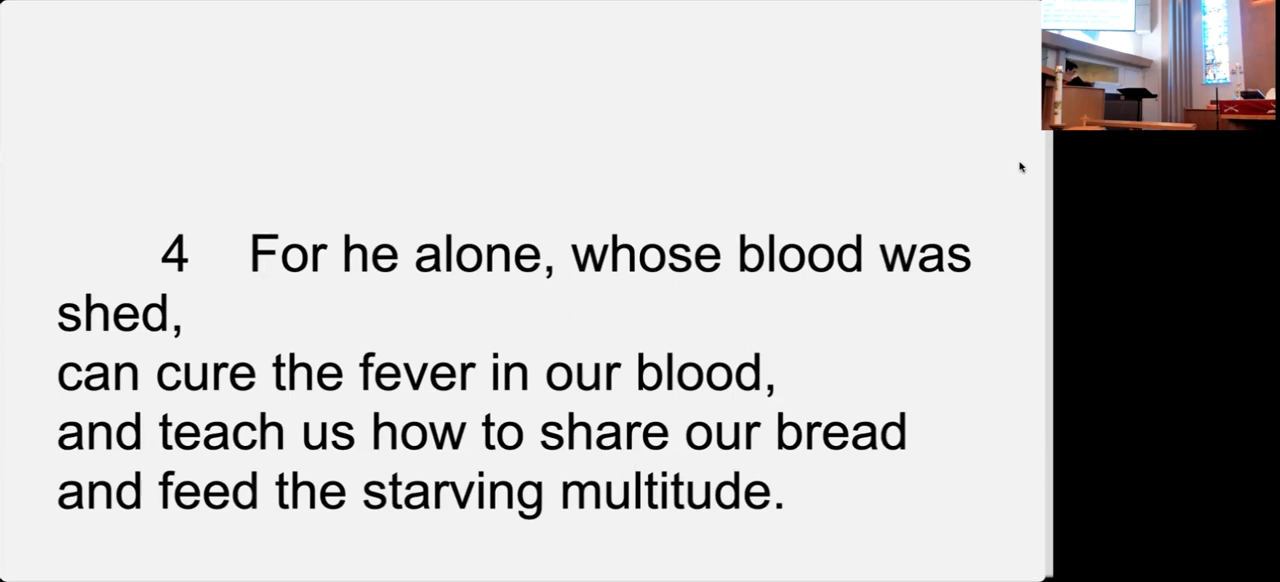 4 For he alone, whose blood was
shed,
can cure the fever in our blood,
and teach us how to share our bread
and feed the starving multitude.